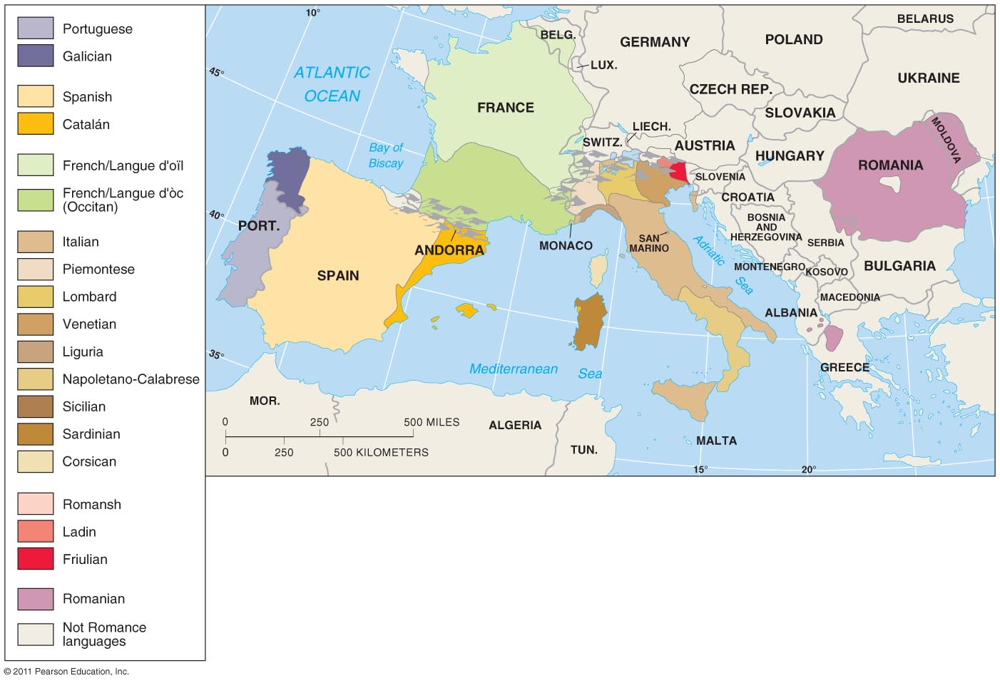 Portuguese
Galician
Spanish
Catalán
French/Langue d'oïl
French/Langue d'òc
(Occitan)
Italian
Piemontese
Lombard
Venetian
Liguria
Napoletano-Calabrese
Sicilian
Sardinian
Corsican
Romansh
Ladin
Friulian
Romanian
Not Romance
languages
10°
45°
40°
35°
15°
20°
ATLANTIC
OCEAN
Bay of
Biscay
BELG.
LUX.
GERMANY
POLAND
BELARUS
UKRAINE
CZECH REP.
SLOVAKIA
FRANCE
LIECH.
SWITZ.
AUSTRIA
HUNGARY
MOLDOVA
ROMANIA
SLOVENIA
CROATIA
BOSNIA
AND
HERZEGOVINA
SERBIA
PORT.
SPAIN
ANDORRA
MONACO
SAN
MARINO
Adriatic
Sea
MONTENEGRO
KOSOVO
BULGARIA
MACEDONIA
ALBANIA
GREECE
Mediterranean
Sea
MOR.
ALGERIA
TUN.
MALTA
0 250 500 MILES
0 250 500 KILOMETERS
© 2011 Pearson Education, Inc.